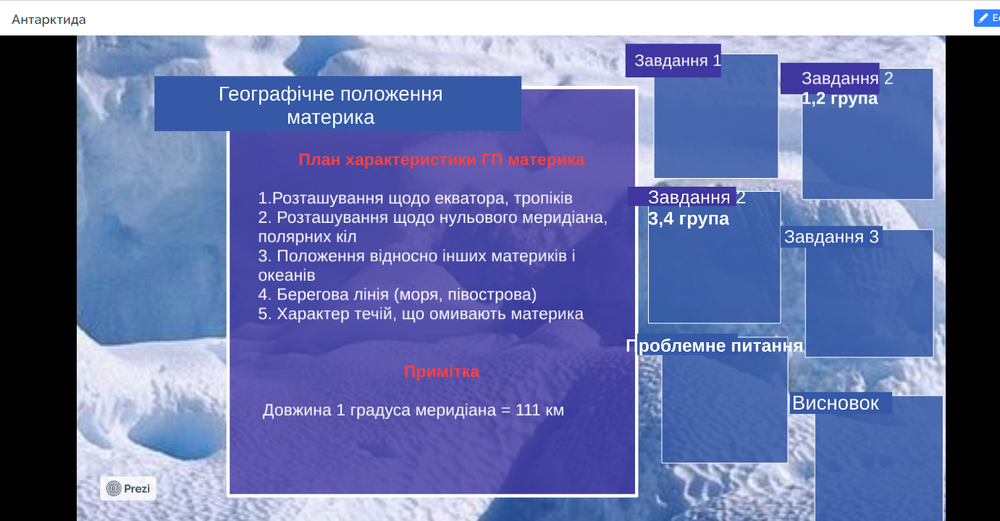 Антарктида
Географічне положення
материка
План характеристики ГП материка
1.Розташування щодо екватора, тропіків
2. Розташування щодо нульового меридіана,
полярних кіл
3. Положення відносно інших материків і
океанів
4. Берегова лінія (моря, півострова)
5. Характер течій, що омивають материка
Примітка
Довжина 1 градуса меридіана = 111 км
Завдання 1
Завдання 2
1,2 група
Завдання 2
3,4 група
Завдання 3
Проблемне питання
Висновок
Prezi